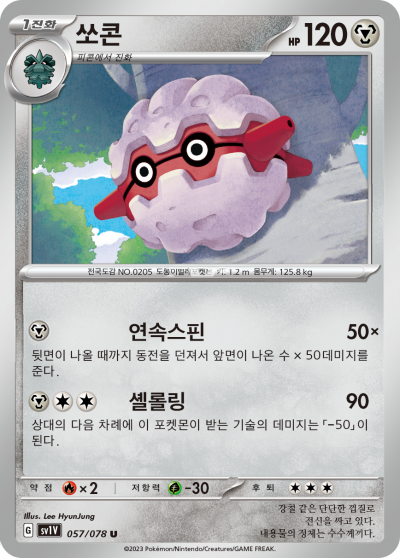 1진화
쏘콘
HP 120
피콘에서 진화
전국도감 NO.0205 도롱이벌레포켓몬 키: 1.2 m 몸무게: 125.8 kg
연속스핀 50×
뒷면이 나올 때까지 동전을 던져서 앞면이 나온 수 × 50데미지를
준다.
셸롤링 90
상대의 다음 차례에 이 포켓몬이 받는 기술의 데미지는 「-50」이
된다.
약점 ×2 저항력 -30 후퇴
Illus. Lee HyunJung
G sv1V 057/078 U
강철 같은 단단한 껍질로
전신을 싸고 있다.
내용물의 정체는 수수께끼다.
©2023 Pokémon/Nintendo/Creatures/GAME FREAK.